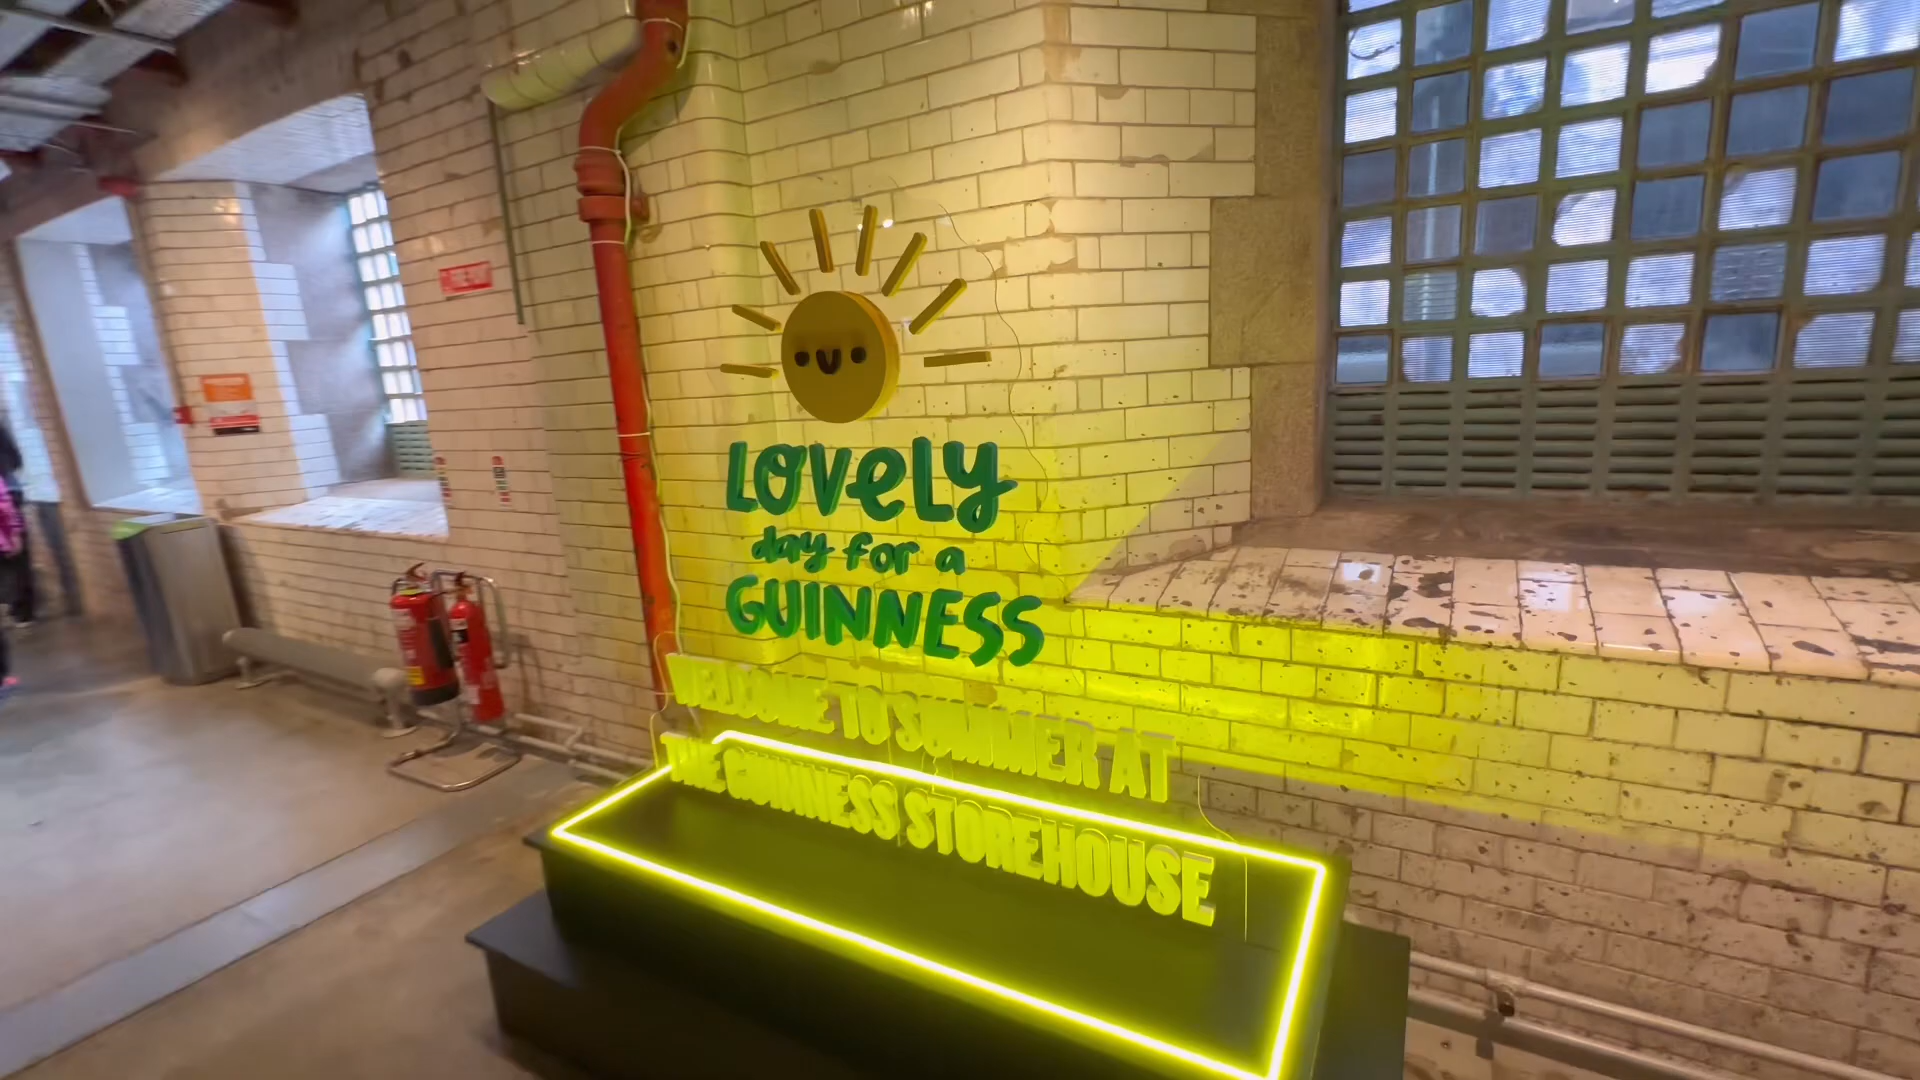 LOVELY
day for a
GUINNESS
WELCOME TO SUMMER AT
THE GUINNESS STOREHOUSE